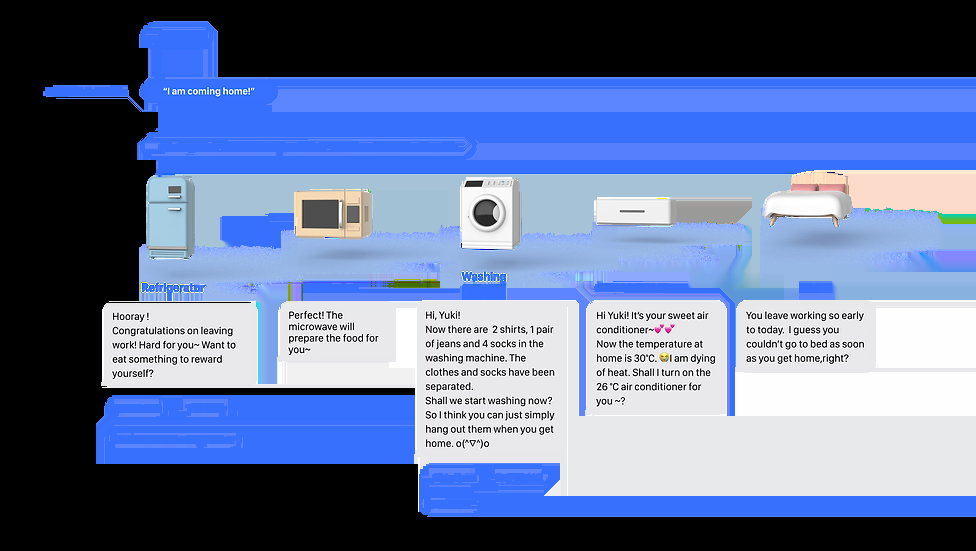 “I am coming home!”
Refrigerator
Washing
Hooray !
Congratulations on leaving
work! Hard for you~ Want to
eat something to reward
yourself?
Perfect! The
microwave will
prepare the food for
you~
Hi, Yuki!
Now there are 2 shirts, 1 pair
of jeans and 4 socks in the
washing machine. The
clothes and socks have been
separated.
Shall we start washing now?
So I think you can just simply
hang out them when you get
home. o(^∇^)o
Hi Yuki! It’s your sweet air
conditioner~💕💕
Now the temperature at
home is 30°C. 😭I am dying
of heat. Shall I turn on the
26 °C air conditioner for
you ~?
You leave working so early
to today. I guess you
couldn’t go to bed as soon
as you get home,right?